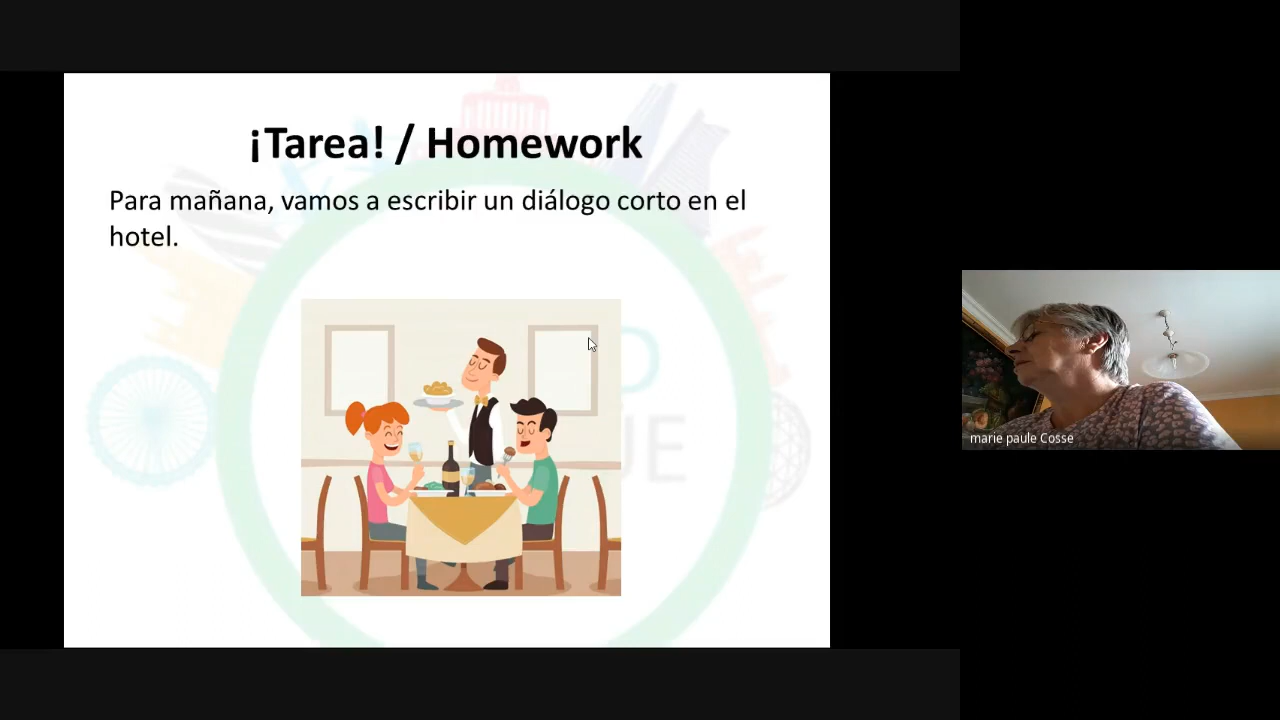 ¡Tarea! / Homework
Para mañana, vamos a escribir un diálogo corto en el
hotel.
marie paule Cosse